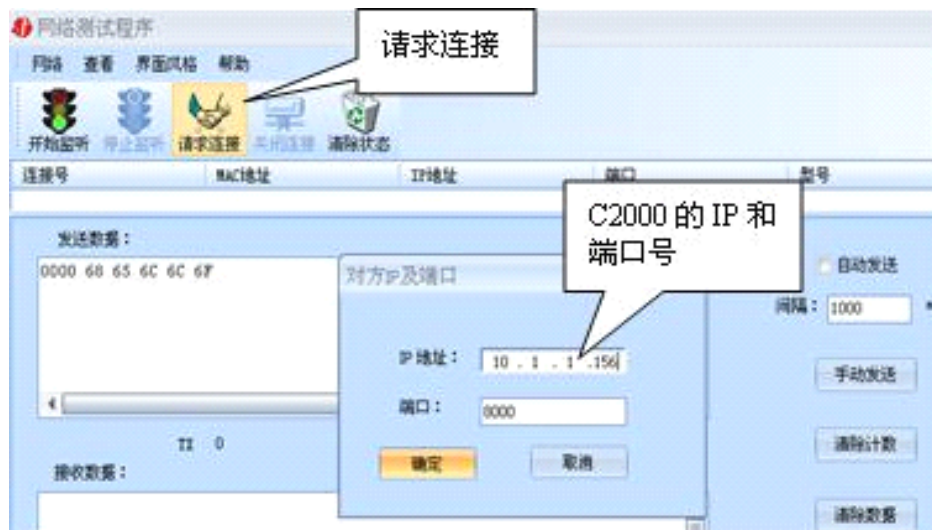 网络测试程序
请求连接
网络 查看 界面风格 帮助
开始监听 停止监听 请求连接 关闭连接 清除状态
连接号 MAC地址 IP地址 端口 型号
C2000 的 IP 和
端口号
发送数据:
0000 68 65 6C 6C 6F
对方IP及端口
自动发送
间隔: 1000
IP 地址: 10 . 1 . 1 .156
手动发送
端口: 8000
TX 0
清除计数
确定 取消
接收数据:
清除数据